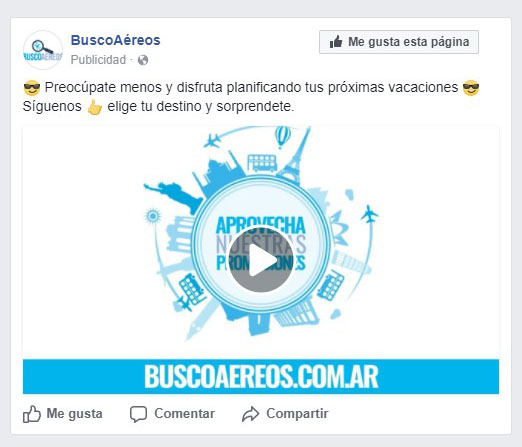 BuscoAéreos
Me gusta esta página
Publicidad ·
BUSCOAEREOS
😎 Preocúpate menos y disfruta planificando tus próximas vacaciones 😎
Síguenos 👆 elige tu destino y sorprendete.
APROVECHA
NUESTRAS
PROMOCIONES
BUSCOAEREOS.COM.AR
Me gusta
Comentar
Compartir